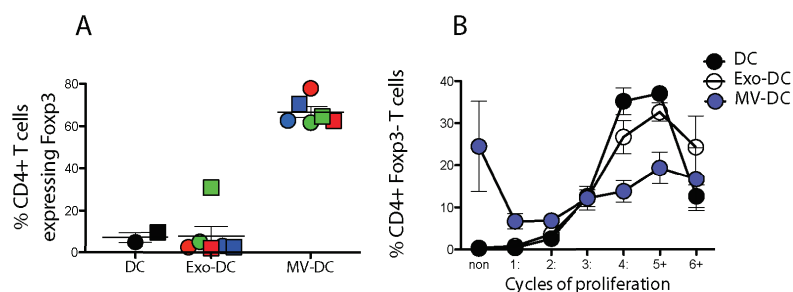 A
% CD4+ T cells
expressing Foxp3
80
60
40
20
0
DC Exo-DC MV-DC
B
DC
Exo-DC
MV-DC
% CD4+ Foxp3- T cells
40
30
20
10
0
non 1: 2: 3: 4: 5+ 6+
Cycles of proliferation